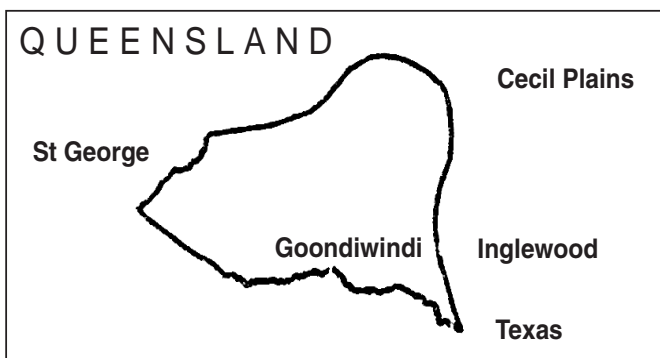 QUEENSLAND
Cecil Plains
St George
Goondiwindi
Inglewood
Texas